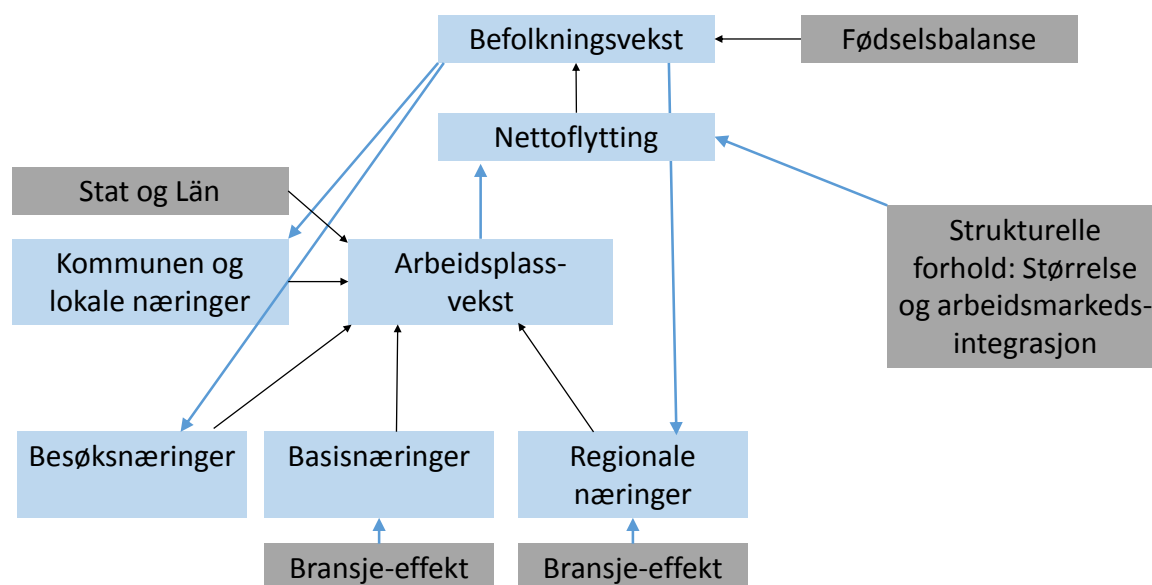 Befolkningsvekst
Fødselsbalanse
Nettoflytting
Stat og Län
Kommunen og
lokale næringer
Arbeidsplass-
vekst
Strukturelle
forhold: Størrelse
og arbeidsmarkeds-
integrasjon
Besøksnæringer
Basisnæringer
Regionale
næringer
Bransje-effekt
Bransje-effekt